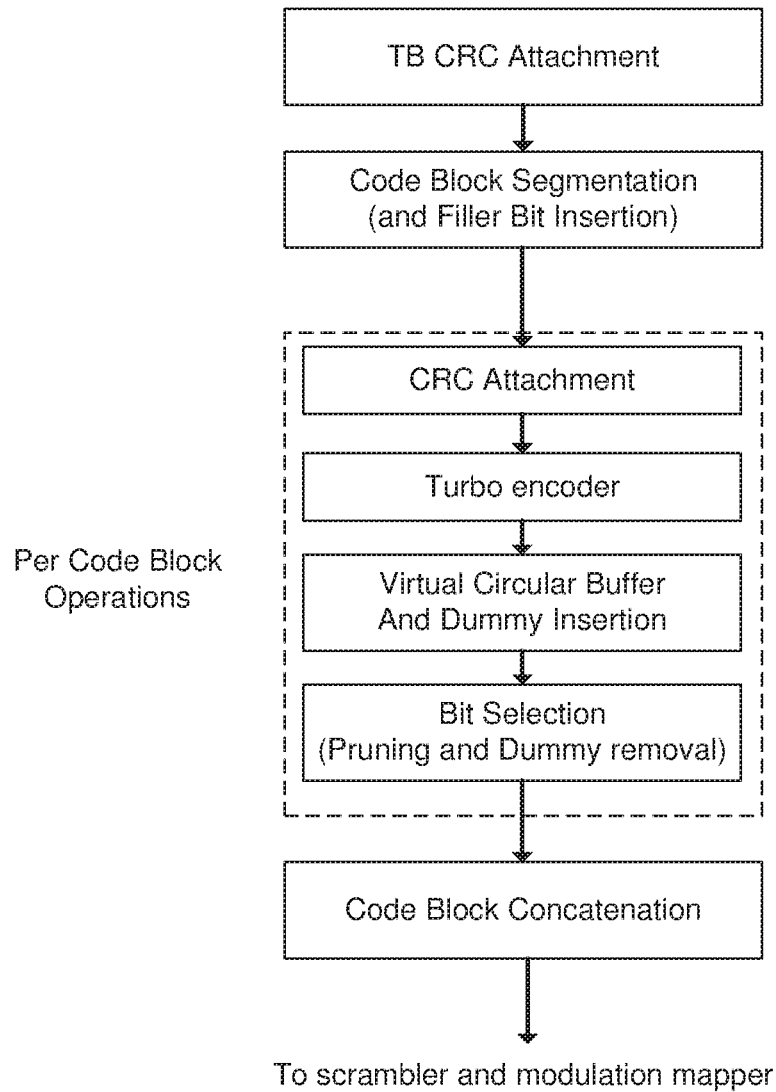 TB CRC Attachment
Code Block Segmentation
(and Filler Bit Insertion)
CRC Attachment
Turbo encoder
Per Code Block
Operations
Virtual Circular Buffer
And Dummy Insertion
Bit Selection
(Pruning and Dummy removal)
Code Block Concatenation
To scrambler and modulation mapper